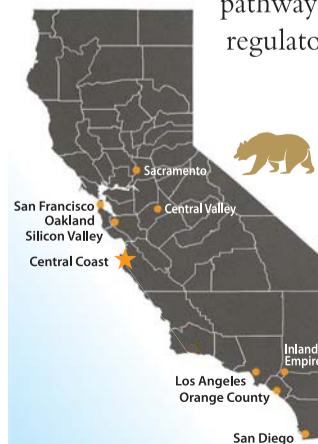 pathway
regulato
Sacramento
San Francisco
Oakland
Central Valley
Silicon Valley
Central Coast
Inland
Empire
Los Angeles
Orange County
San Diego